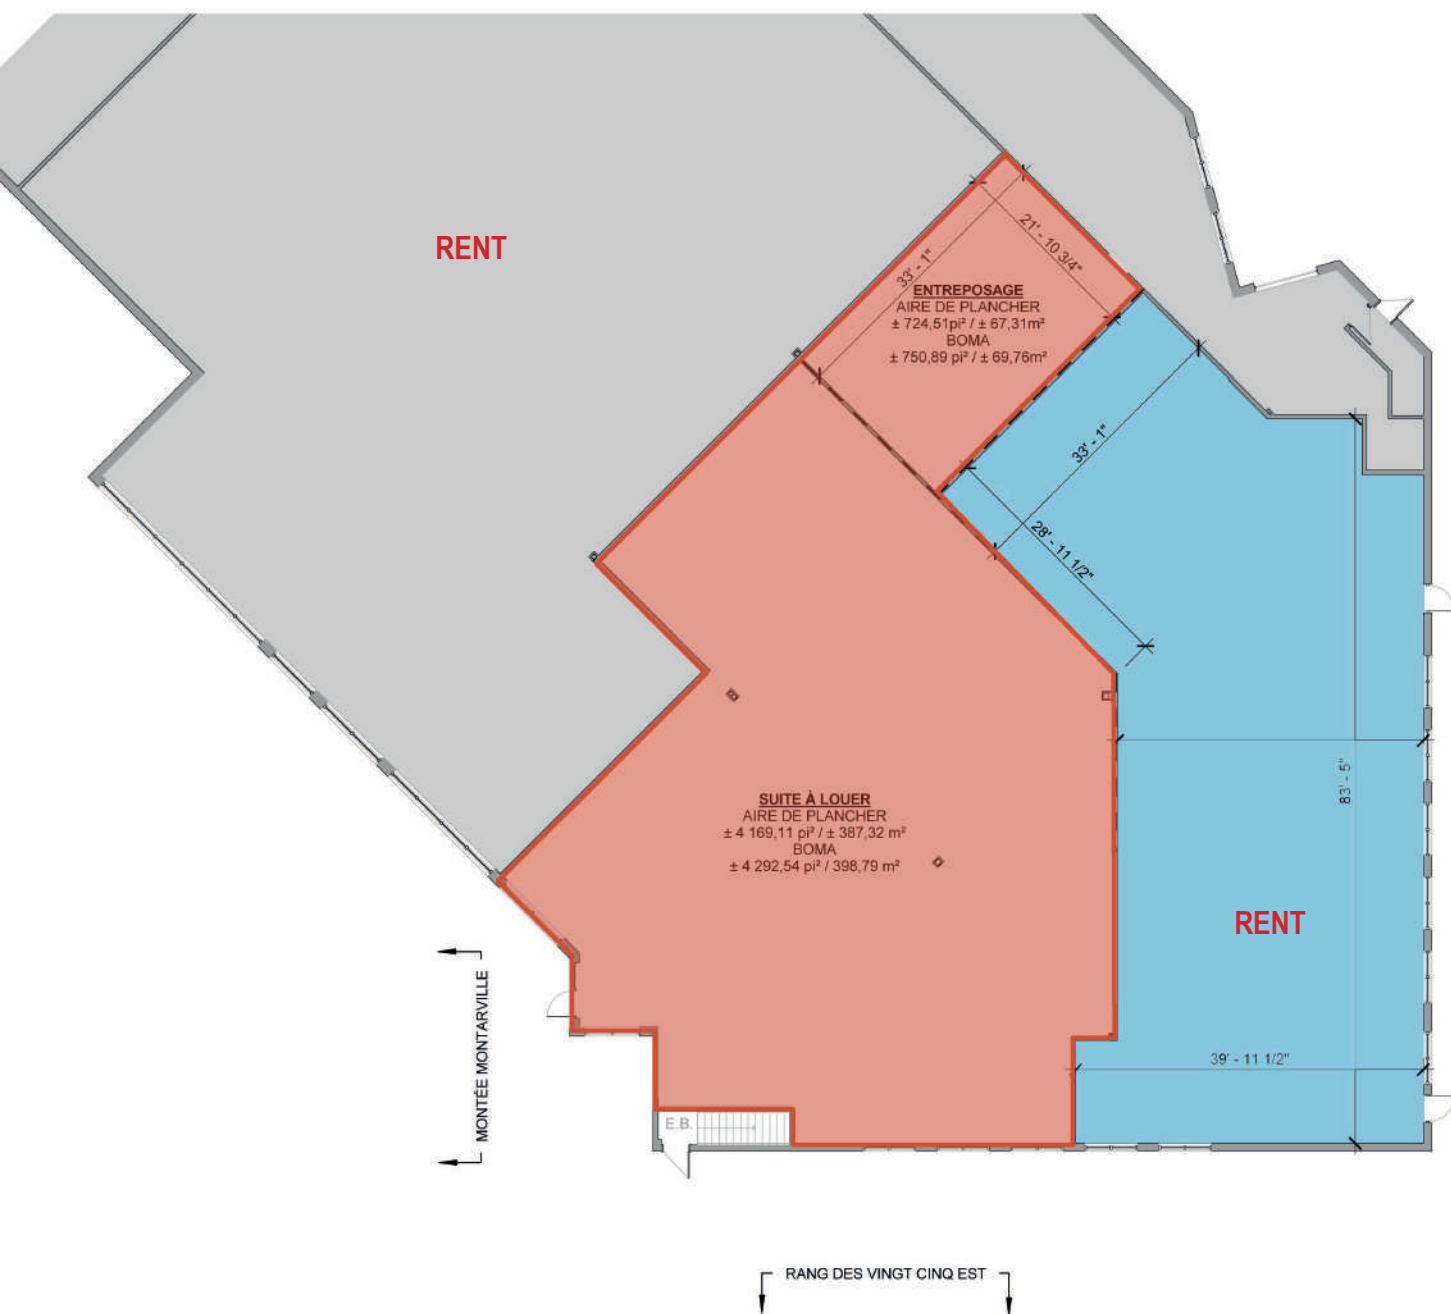 RENT
21' - 10 3/4"
33' - 1"
ENTREPOSAGE
AIRE DE PLANCHER
± 724,51pi² / ± 67,31m²
BOMA
± 750,89 pi² / ± 69,76m²
33' - 1"
28' - 11 1/2"
83' - 5"
SUITE À LOUER
AIRE DE PLANCHER
± 4 169,11 pi² / ± 387,32 m²
BOMA
± 4 292,54 pi² / 398,79 m²
RENT
MONTÉE MONTARVILLE
39' - 11 1/2"
E.B.
RANG DES VINGT CINQ EST